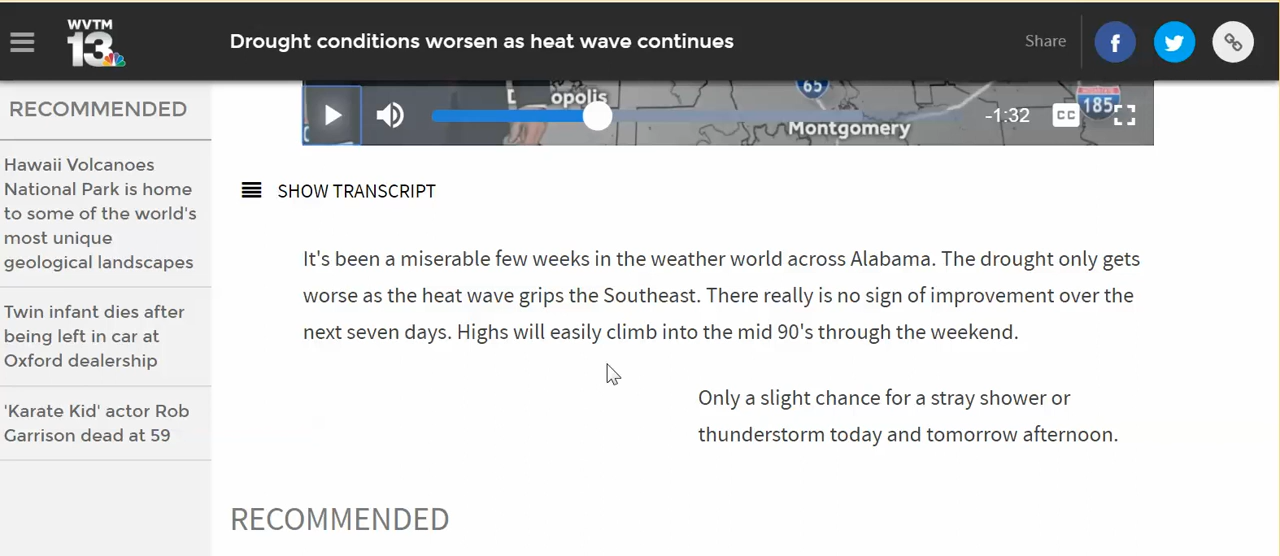 WVTM
13
Drought conditions worsen as heat wave continues
Share
RECOMMENDED
Hawaii Volcanoes
National Park is home
to some of the world's
most unique
geological landscapes
Twin infant dies after
being left in car at
Oxford dealership
'Karate Kid' actor Rob
Garrison dead at 59
opolis
65
Montgomery
185
-1:32
CC
SHOW TRANSCRIPT
It's been a miserable few weeks in the weather world across Alabama. The drought only gets
worse as the heat wave grips the Southeast. There really is no sign of improvement over the
next seven days. Highs will easily climb into the mid 90's through the weekend.
Only a slight chance for a stray shower or
thunderstorm today and tomorrow afternoon.
RECOMMENDED